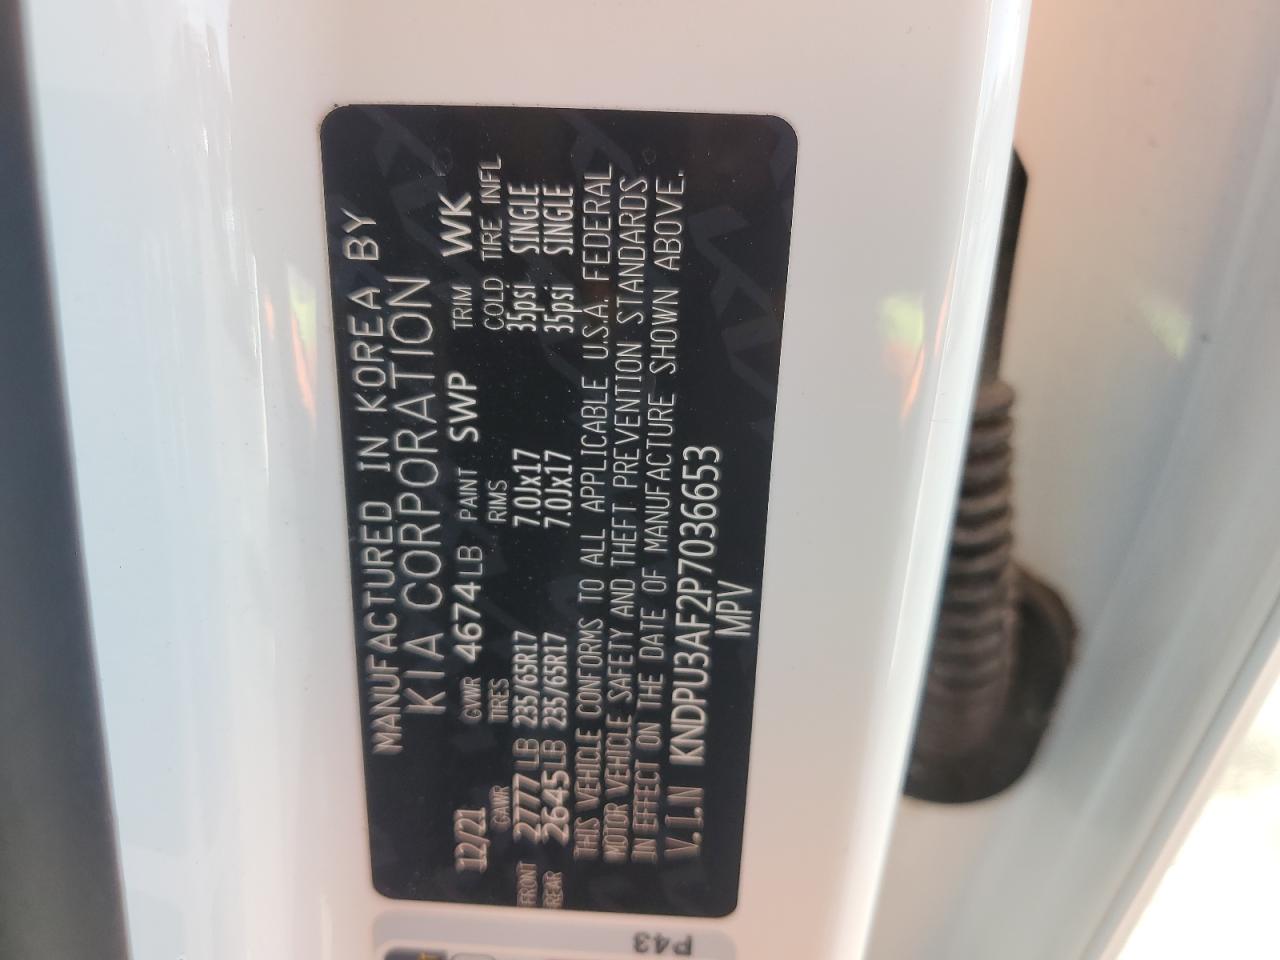 MANUFACTURED IN KOREA BY
KIA CORPORATION
12/21 GVWR 4674LB PAINT SWP TRIM WK
GAWR TIRES RIMS COLD TIRE INFL
FRONT 2777 LB 235/65R17 7.0Jx17 35psi SINGLE
REAR 2645LB 235/65R17 7.0Jx17 35psi SINGLE
THIS VEHICLE CONFORMS TO ALL APPLICABLE U.S.A. FEDERAL
MOTOR VEHICLE SAFETY AND THEFT PREVENTION STANDARDS
IN EFFECT ON THE DATE OF MANUFACTURE SHOWN ABOVE.
V.I.N KNDPU3AF2P7036653
MPV
P43